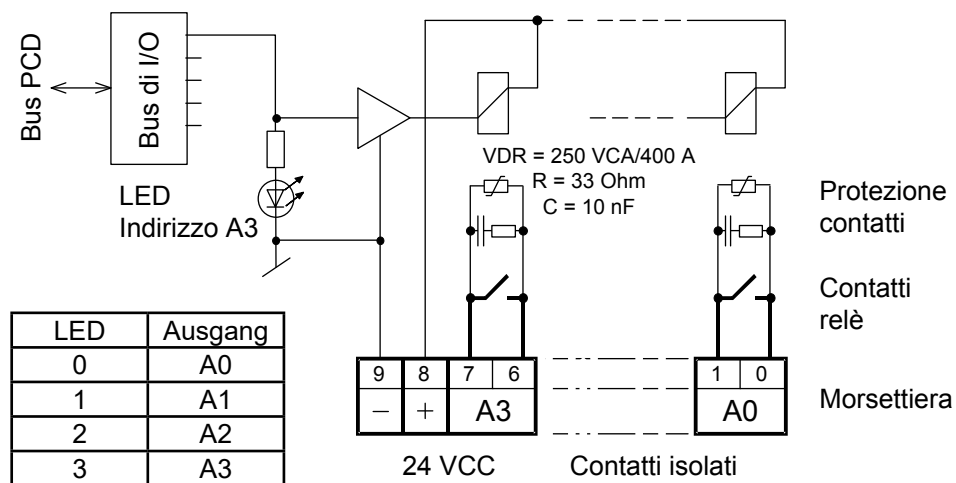 Bus PCD
Bus di I/O
LED
Indirizzo A3
VDR = 250 VCA/400 A
R = 33 Ohm
C = 10 nF
Protezione
contatti
Contatti
relè
LED Ausgang
0 A0
1 A1
2 A2
3 A3
9 8 7 6 1 0
– + A3 A0
Morsettiera
24 VCC Contatti isolati